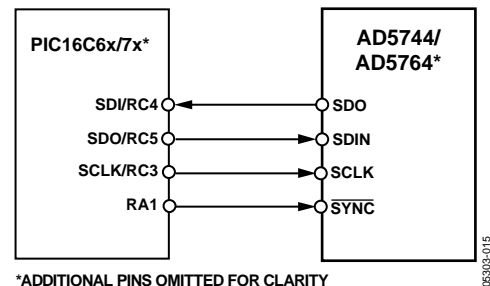 PIC16C6x/7x*
AD5744/
AD5764*
SDI/RC4
SDO
SDO/RC5
SDIN
SCLK/RC3
SCLK
RA1
SYNC
*ADDITIONAL PINS OMITTED FOR CLARITY
05303-015